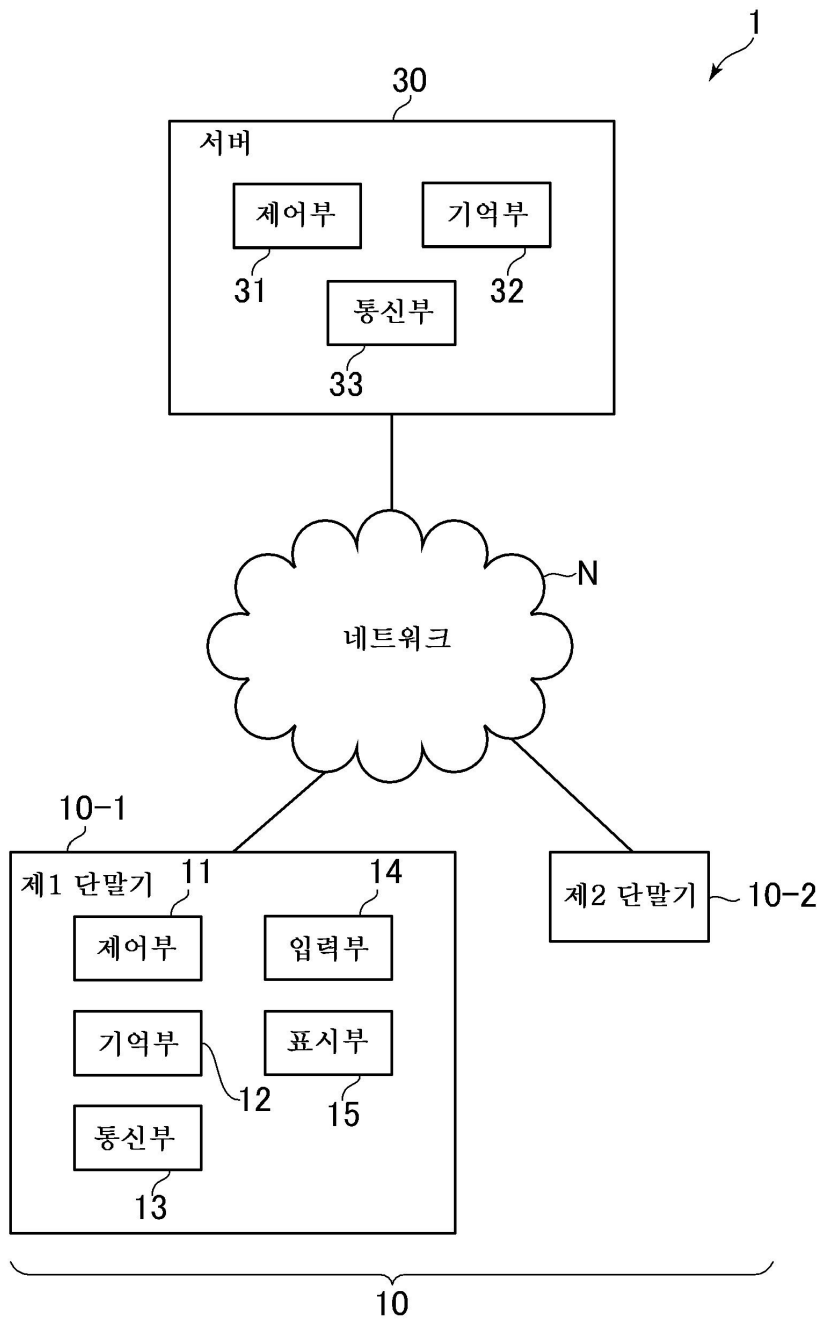 1
30
서버
제어부
기억부
31
32
통신부
33
N
네트워크
10-1
제1 단말기
11
14
제어부
입력부
제2 단말기
10-2
기억부
표시부
12
15
통신부
13
10